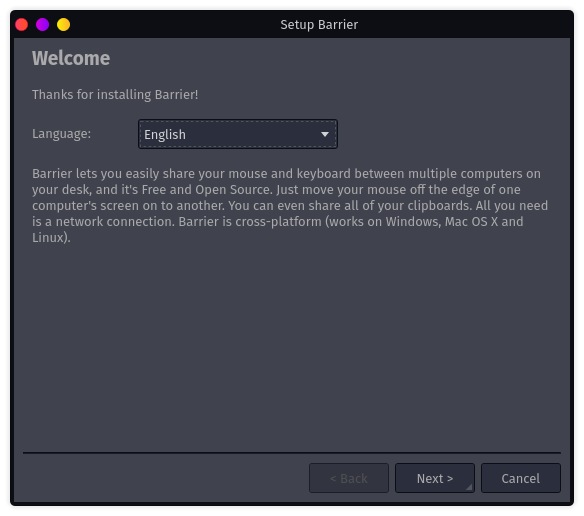 Setup Barrier
Welcome
Thanks for installing Barrier!
Language:
English
Barrier lets you easily share your mouse and keyboard between multiple computers on
your desk, and it's Free and Open Source. Just move your mouse off the edge of one
computer's screen on to another. You can even share all of your clipboards. All you need
is a network connection. Barrier is cross-platform (works on Windows, Mac OS X and
Linux).
< Back
Next >
Cancel